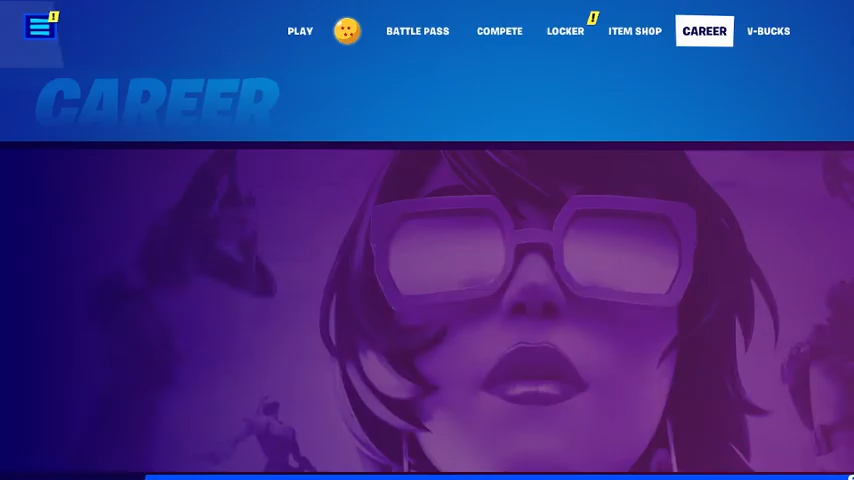 !
PLAY BATTLE PASS COMPETE LOCKER ! ITEM SHOP CAREER V-BUCKS
CAREER